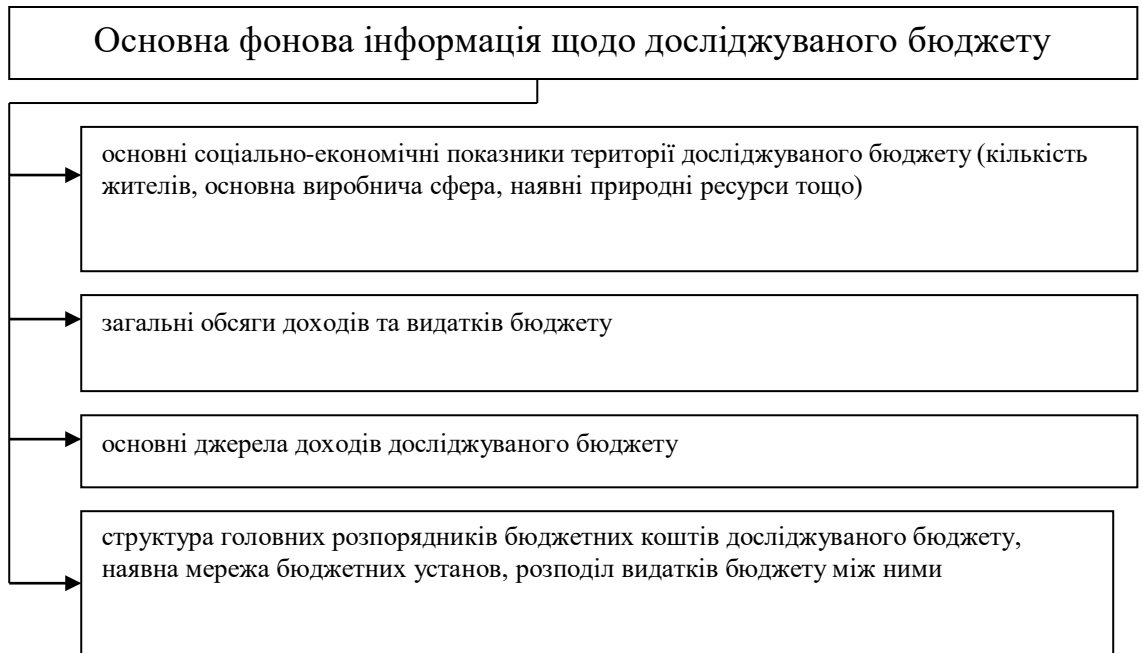 Основна фонова інформація щодо досліджуваного бюджету
основні соціально-економічні показники території досліджуваного бюджету (кількість
жителів, основна виробнича сфера, наявні природні ресурси тощо)
загальні обсяги доходів та видатків бюджету
основні джерела доходів досліджуваного бюджету
структура головних розпорядників бюджетних коштів досліджуваного бюджету,
наявна мережа бюджетних установ, розподіл видатків бюджету між ними